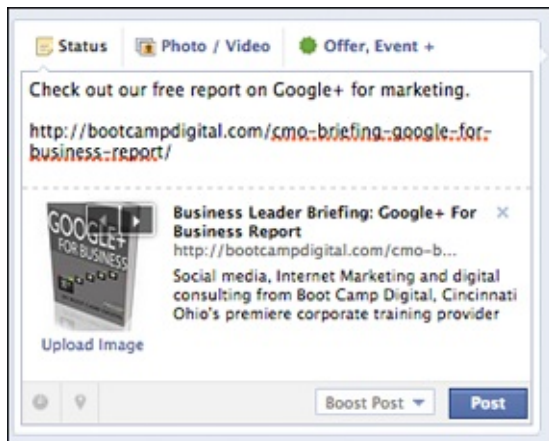 Status Photo / Video Offer, Event +
Check out our free report on Google+ for marketing.
http://bootcampdigital.com/cmo-briefing-google-for-
business-report/
GOOGLE+
FOR BUSINESS
Business Leader Briefing: Google+ For
Business Report
http://bootcampdigital.com/cmo-b...
Social media, Internet Marketing and digital
consulting from Boot Camp Digital, Cincinnati
Ohio's premiere corporate training provider
Upload Image
Boost Post Post